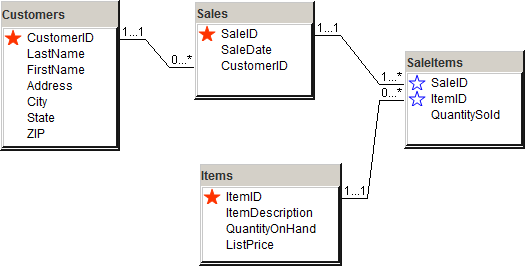 Customers
CustomerID
LastName
FirstName
Address
City
State
ZIP
1...1
0...*
Sales
SaleID
SaleDate
CustomerID
1...1
1...*
0...*
SaleItems
SaleID
ItemID
QuantitySold
Items
ItemID
ItemDescription
QuantityOnHand
ListPrice
1...1